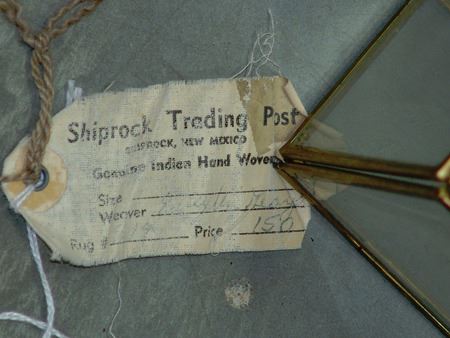 Shiprock Trading Post
SHIPROCK, NEW MEXICO
Genuine Indian Hand Woven
Size
Weaver
Rug # Price 150